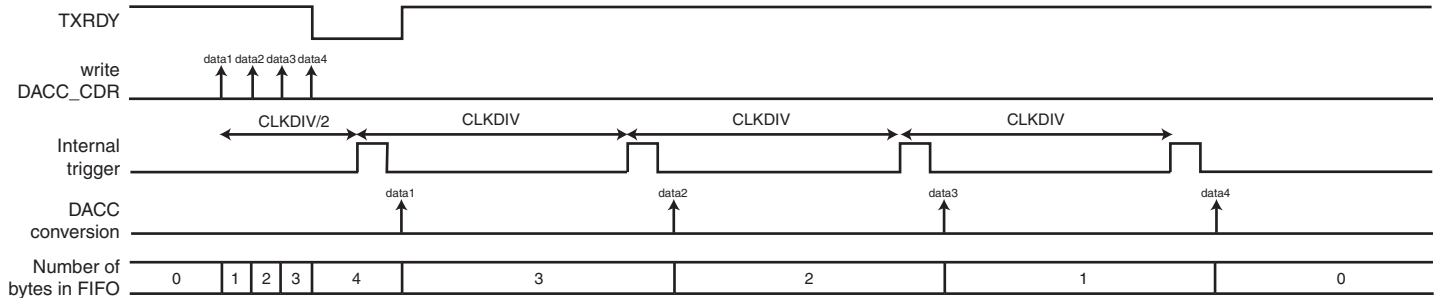 TXRDY
data1 data2 data3 data4
write
DACC_CDR
CLKDIV/2 CLKDIV CLKDIV CLKDIV
Internal
trigger
data1 data2 data3 data4
DACC
conversion
Number of
bytes in FIFO
0 1 2 3 4 3 2 1 0